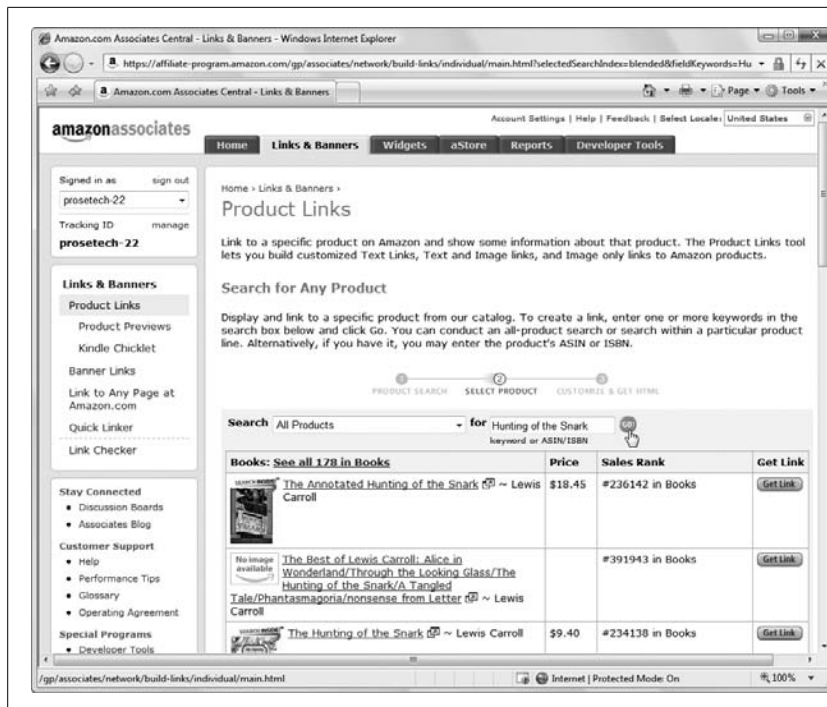 Amazon.com Associates Central - Links & Banners - Windows Internet Explorer
https://affiliate-program.amazon.com/gp/associates/network/build-links/individual/main.html?selectedSearchIndex=blended&fieldKeywords=Hu
Amazon.com Associates Central - Links & Banners
Page
Tools
amazonassociates
Account Settings | Help | Feedback | Select Locale: United States
Home
Links & Banners
Widgets
aStore
Reports
Developer Tools
Signed in as sign out
prosetech-22
Tracking ID manage
prosetech-22
Links & Banners
Product Links
Product Previews
Kindle Chicklet
Banner Links
Link to Any Page at
Amazon.com
Quick Linker
Link Checker
Stay Connected
• Discussion Boards
• Associates Blog
Customer Support
• Help
• Performance Tips
• Glossary
• Operating Agreement
Special Programs
• Developer Tools
Home › Links & Banners ›
Product Links
Link to a specific product on Amazon and show some information about that product. The Product Links tool
lets you build customized Text Links, Text and Image links, and Image only links to Amazon products.
Search for Any Product
Display and link to a specific product from our catalog. To create a link, enter one or more keywords in the
search box below and click Go. You can conduct an all-product search or search within a particular product
line. Alternatively, if you have it, you may enter the product's ASIN or ISBN.
1 2 3
PRODUCT SEARCH SELECT PRODUCT CUSTOMIZE & GET HTML
Search All Products for Hunting of the Snark GO!
keyword or ASIN/ISBN
Books: See all 178 in Books Price Sales Rank Get Link
SEARCH INSIDE!
The Annotated Hunting of the Snark ~ Lewis $18.45 #236142 in Books Get Link
Carroll
No image
available
The Best of Lewis Carroll: Alice in #391943 in Books Get Link
Wonderland/Through the Looking Glass/The
Hunting of the Snark/A Tangled
Tale/Phantasmagoria/nonsense from Letter ~ Lewis
Carroll
SEARCH INSIDE!
The Hunting of the Snark ~ Lewis Carroll $9.40 #234138 in Books Get Link
/gp/associates/network/build-links/individual/main.html
Internet | Protected Mode: On
100%